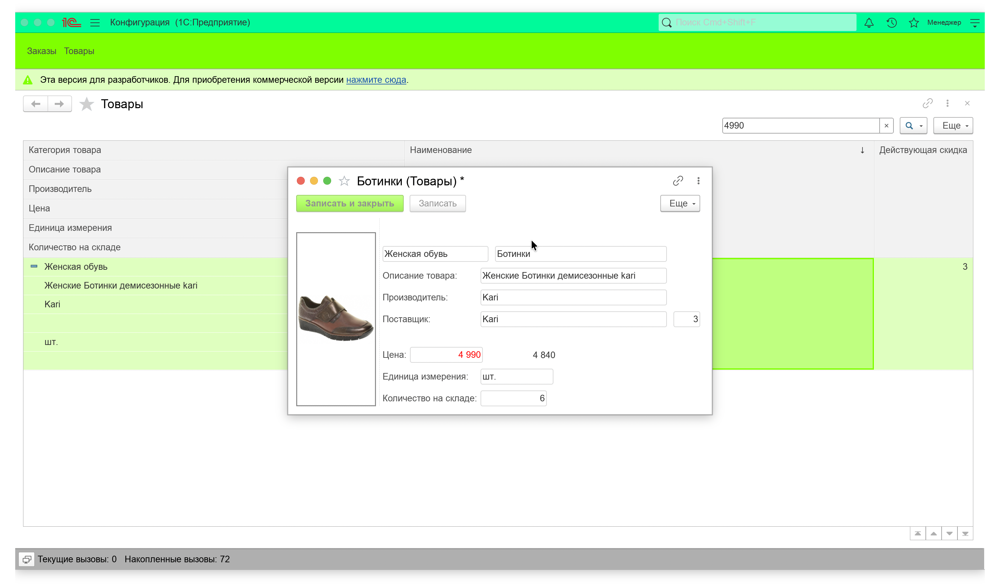 1С Конфигурация (1С:Предприятие) Поиск Cmd+Shift+F Менеджер
Заказы Товары
Эта версия для разработчиков. Для приобретения коммерческой версии нажмите сюда.
Товары
4990 × Еще
Категория товара Наименование ↓ Действующая скидка
Описание товара
Производитель
Цена
Единица измерения
Количество на складе
Женская обувь 3
Женские Ботинки демисезонные kari
Kari
шт.
Ботинки (Товары) *
Записать и закрыть Записать Еще
Женская обувь Ботинки
Описание товара: Женские Ботинки демисезонные kari
Производитель: Kari
Поставщик: Kari 3
Цена: 4 990 4 840
Единица измерения: шт.
Количество на складе: 6
Текущие вызовы: 0 Накопленные вызовы: 72